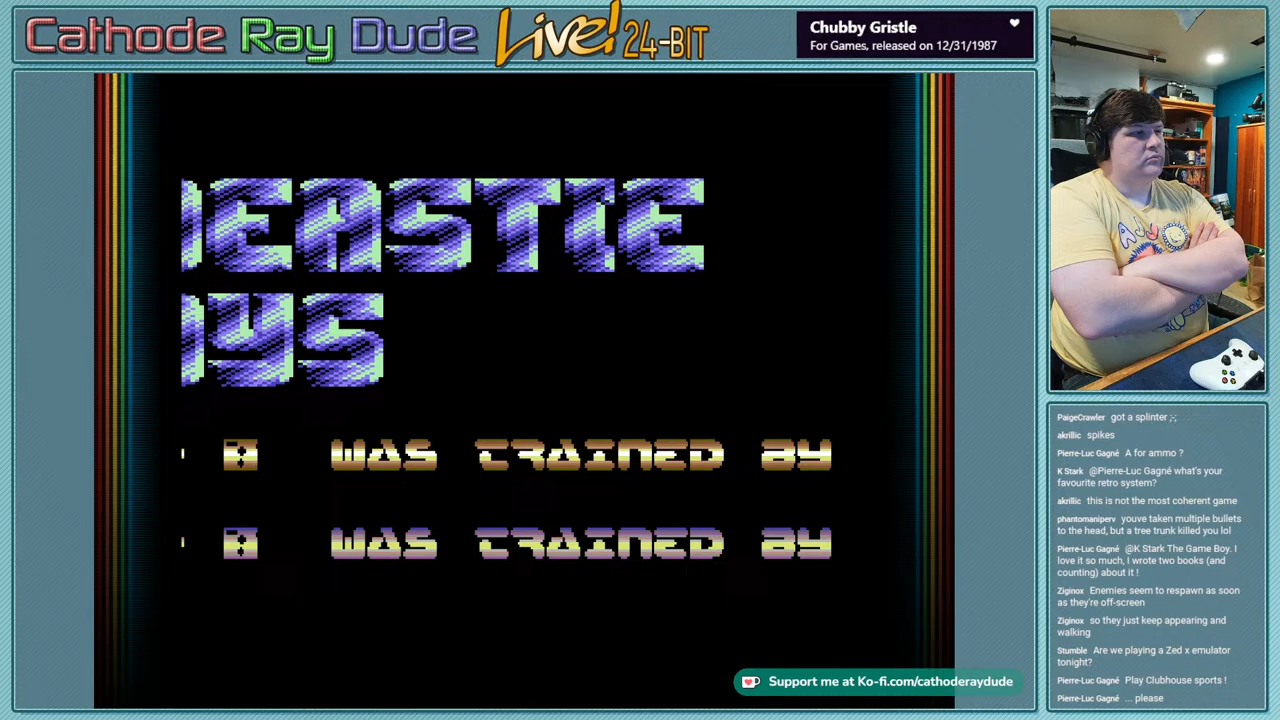 Cathode Ray Dude Live! 24-BIT
Chubby Gristle
For Games, released on 12/31/1987
EASTIE
YS
8 WAS TRAINED BY
8 WAS TRAINED BY
Support me at Ko-fi.com/cathoderaydude
PaigeCrawler got a splinter ;-;
akrillic spikes
Pierre-Luc Gagné A for ammo ?
K Stark @Pierre-Luc Gagné what's your
favourite retro system?
akrillic this is not the most coherent game
phantomaniperv youve taken multiple bullets
to the head, but a tree trunk killed you lol
Pierre-Luc Gagné @K Stark The Game Boy. I
love it so much, I wrote two books (and
counting) about it !
Ziginox Enemies seem to respawn as soon
as they're off-screen
Ziginox so they just keep appearing and
walking
Stumble Are we playing a Zed x emulator
tonight?
Pierre-Luc Gagné Play Clubhouse sports !
Pierre-Luc Gagné ... please